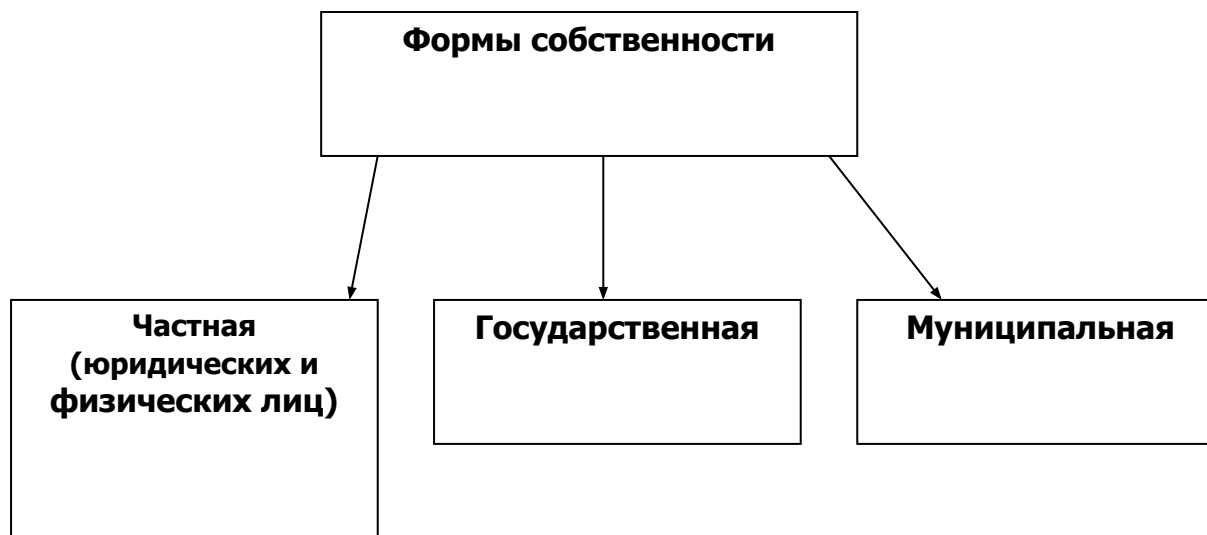 Формы собственности
Частная
(юридических и
физических лиц)
Государственная
Муниципальная